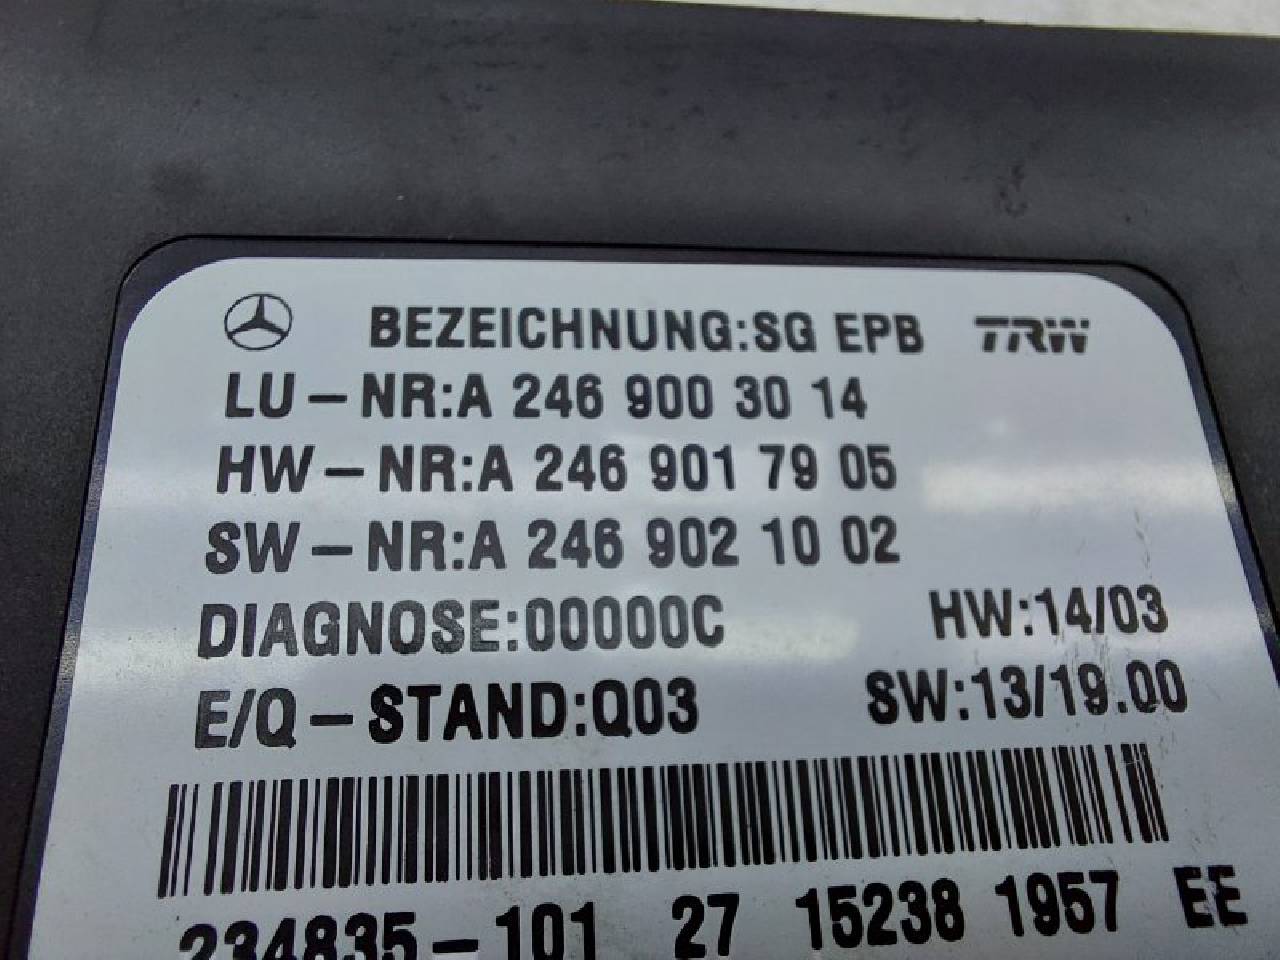 BEZEICHNUNG:SG EPB TRW
LU-NR:A 246 900 30 14
HW-NR:A 246 901 79 05
SW-NR:A 246 902 10 02
DIAGNOSE:00000C HW:14/03
E/Q-STAND:Q03 SW:13/19.00
234835-101 27 15238 1957 EE